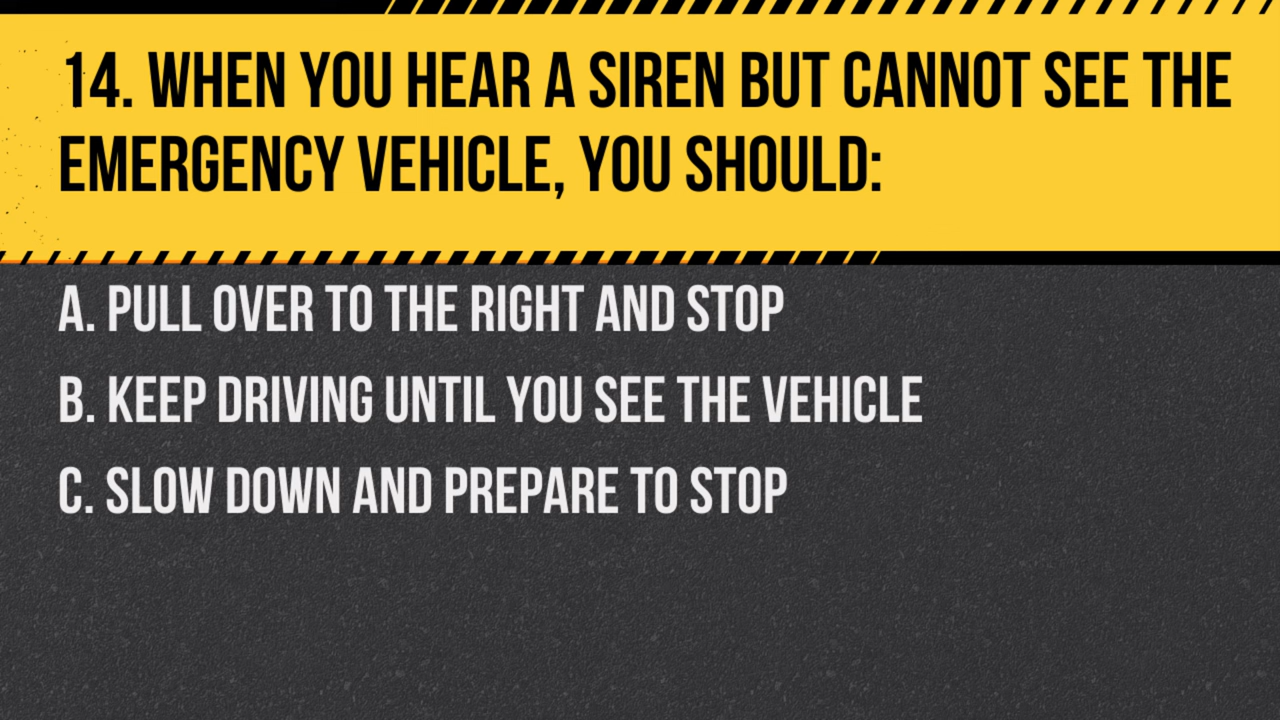 14. WHEN YOU HEAR A SIREN BUT CANNOT SEE THE
EMERGENCY VEHICLE, YOU SHOULD:
A. PULL OVER TO THE RIGHT AND STOP
B. KEEP DRIVING UNTIL YOU SEE THE VEHICLE
C. SLOW DOWN AND PREPARE TO STOP